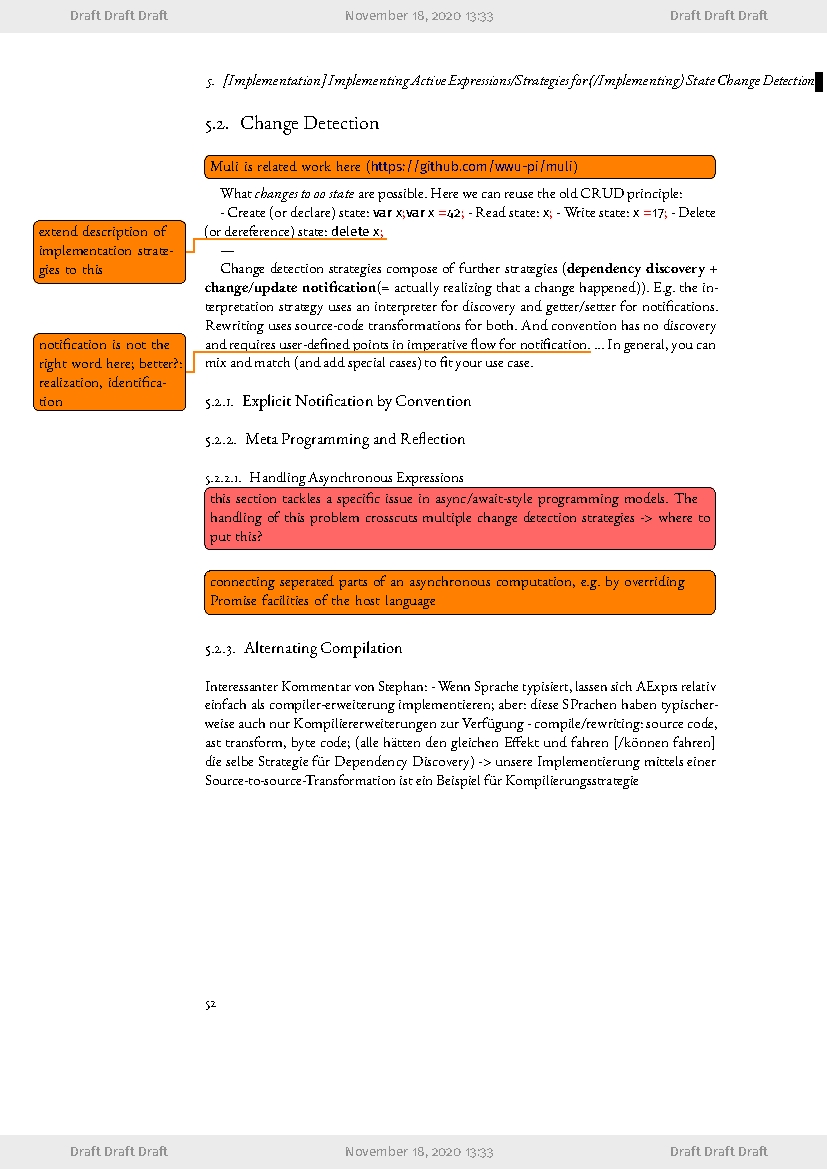 Draft Draft Draft November 18, 2020 13:33 Draft Draft Draft
5. [Implementation] Implementing Active Expressions/Strategies for(/Implementing) State Change Detection
5.2. Change Detection
Muli is related work here (https://github.com/wwu-pi/muli)
What changes to oo state are possible. Here we can reuse the old CRUD principle:
- Create (or declare) state: var x;var x =42; - Read state: x; - Write state: x =17; - Delete
(or dereference) state: delete x;
extend description of
implementation strate-
gies to this
—
Change detection strategies compose of further strategies (dependency discovery +
change/update notification(= actually realizing that a change happened)). E.g. the in-
terpretation strategy uses an interpreter for discovery and getter/setter for notifications.
Rewriting uses source-code transformations for both. And convention has no discovery
and requires user-defined points in imperative flow for notification. ... In general, you can
mix and match (and add special cases) to fit your use case.
notification is not the
right word here; better?:
realization, identifica-
tion
5.2.1. Explicit Notification by Convention
5.2.2. Meta Programming and Reflection
5.2.2.1. Handling Asynchronous Expressions
this section tackles a specific issue in async/await-style programming models. The
handling of this problem crosscuts multiple change detection strategies -> where to
put this?
connecting seperated parts of an asynchronous computation, e.g. by overriding
Promise facilities of the host language
5.2.3. Alternating Compilation
Interessanter Kommentar von Stephan: - Wenn Sprache typisiert, lassen sich AExprs relativ
einfach als compiler-erweiterung implementieren; aber: diese SPrachen haben typischer-
weise auch nur Kompiliererweiterungen zur Verfügung - compile/rewriting: source code,
ast transform, byte code; (alle hätten den gleichen Effekt und fahren [/können fahren]
die selbe Strategie für Dependency Discovery) -> unsere Implementierung mittels einer
Source-to-source-Transformation ist ein Beispiel für Kompilierungsstrategie
52
Draft Draft Draft November 18, 2020 13:33 Draft Draft Draft